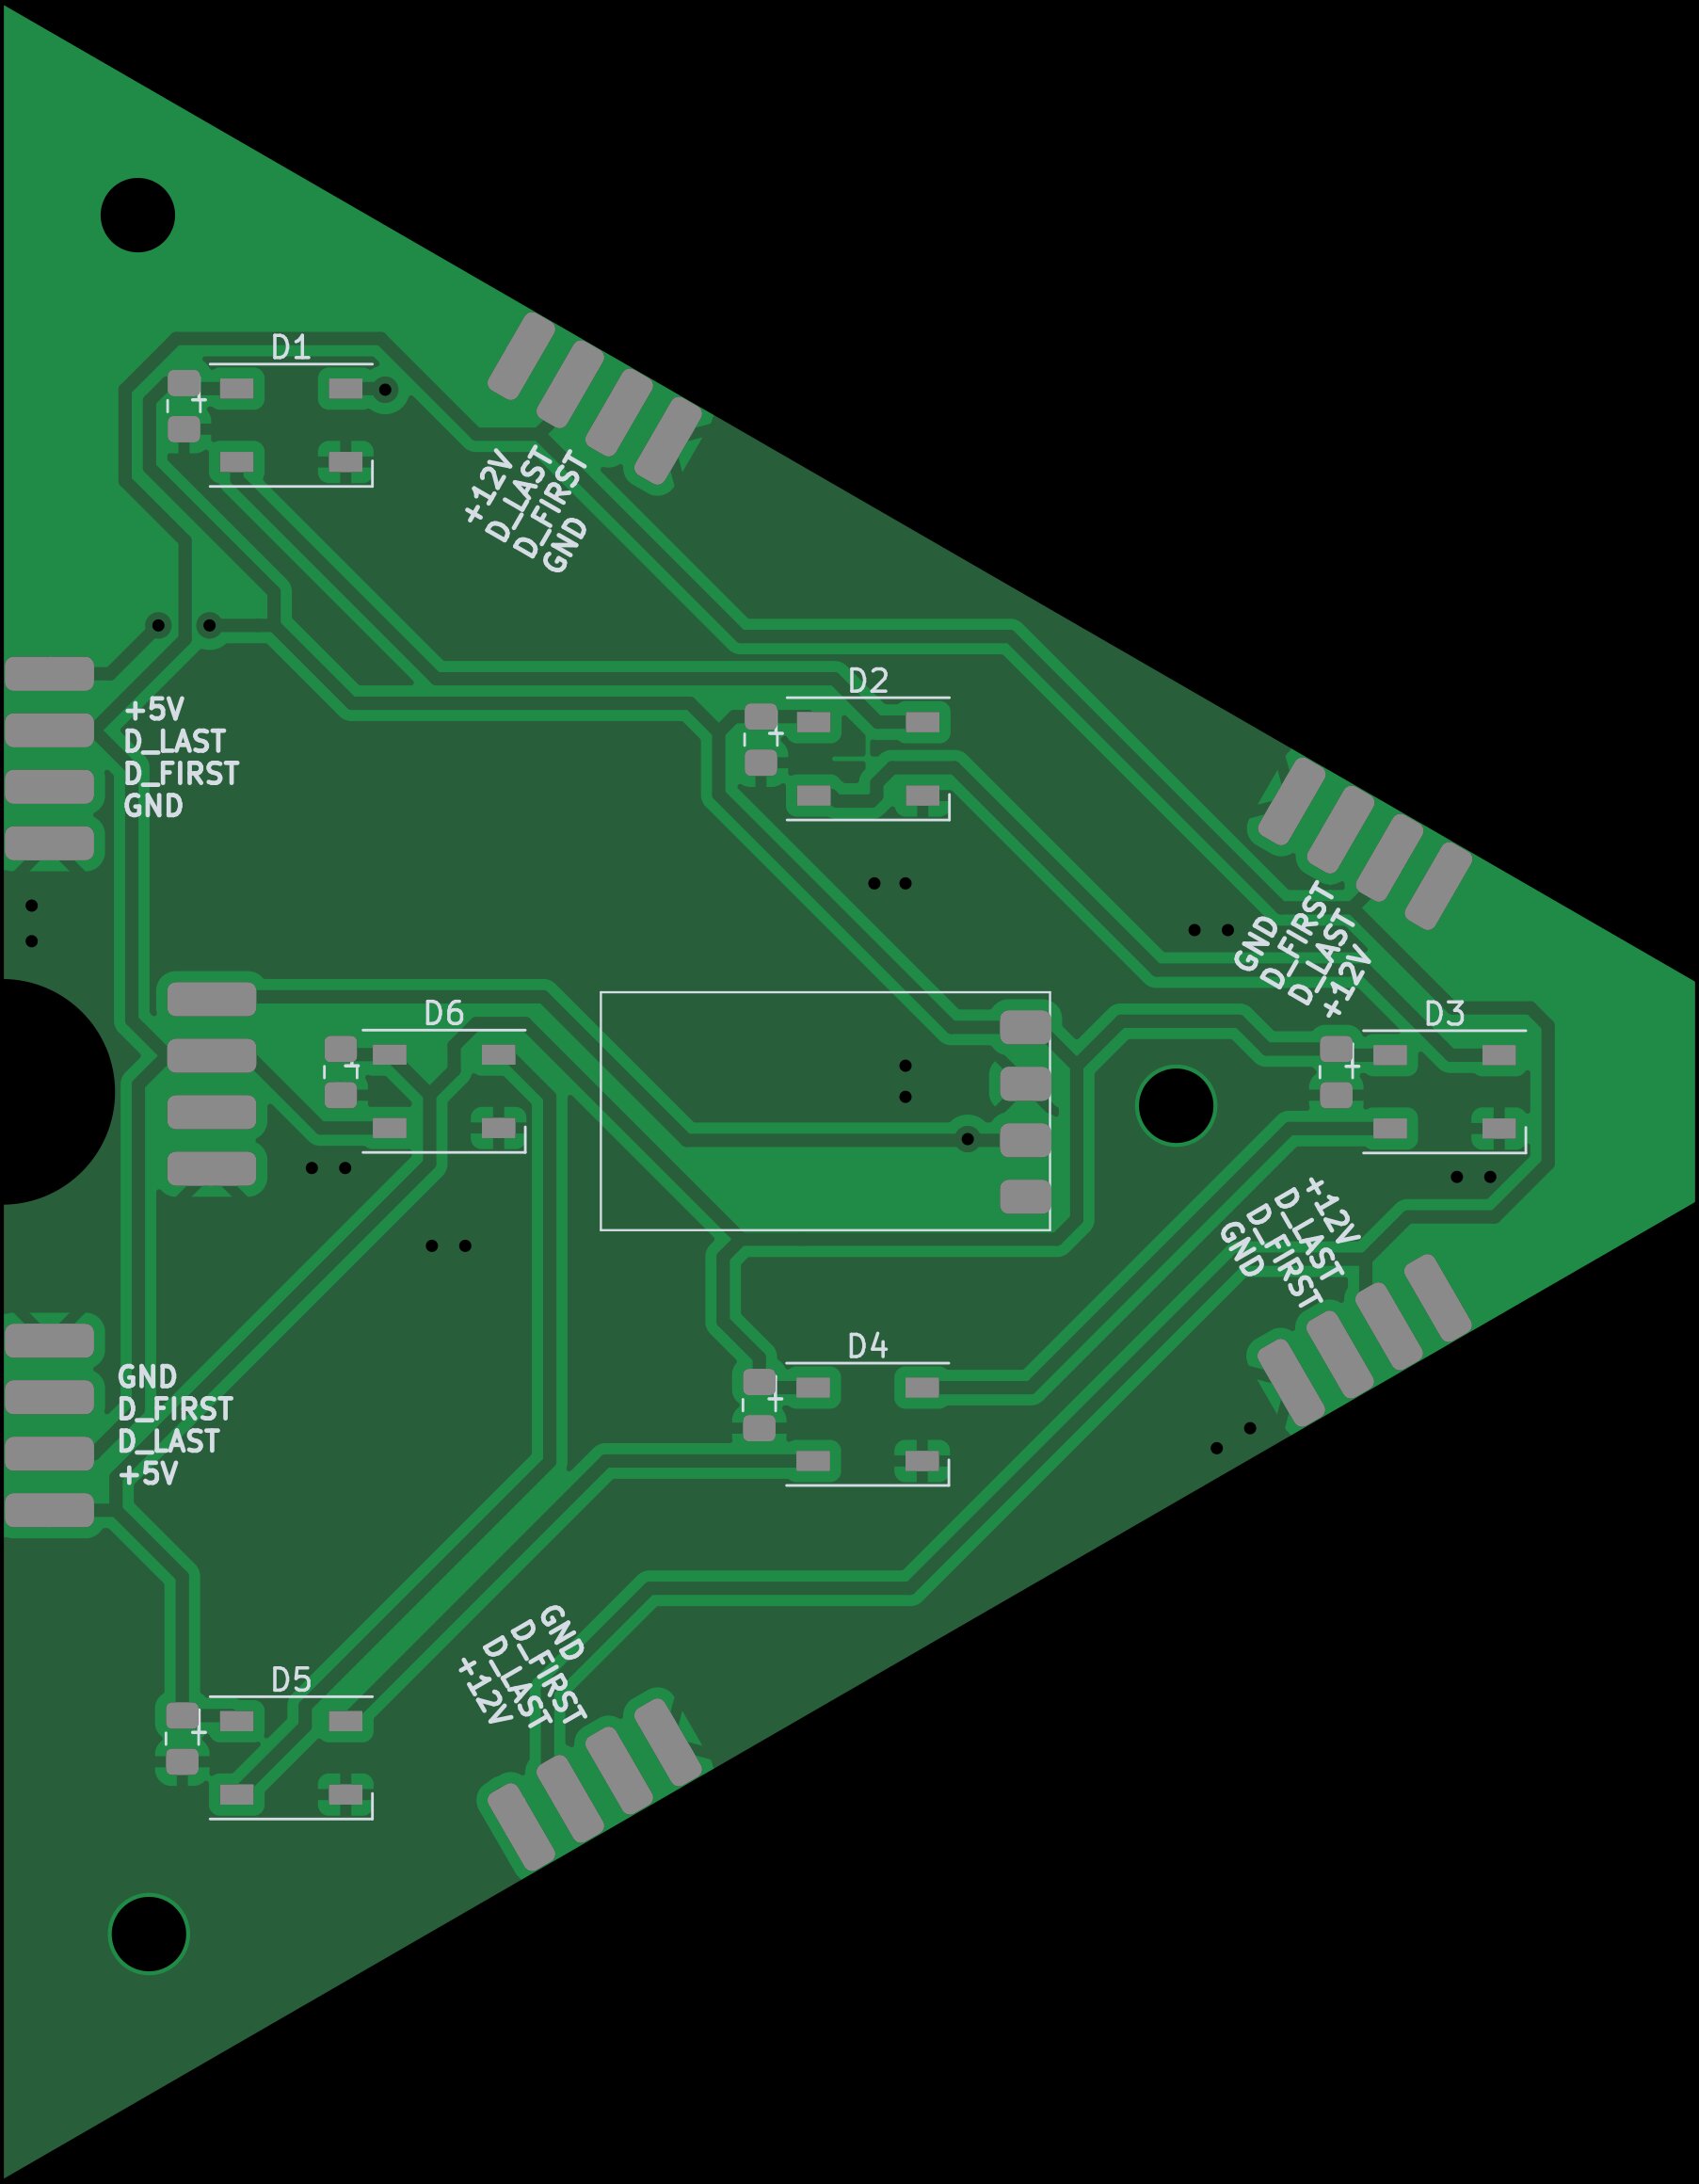 D1
+12V
D_LAST
D_FIRST
GND
D2
+5V
D_LAST
D_FIRST
GND
GND
D_FIRST
D_LAST
+12V
D6
D3
+12V
D_LAST
D_FIRST
GND
D4
GND
D_FIRST
D_LAST
+5V
GND
D_FIRST
D_LAST
+12V
D5